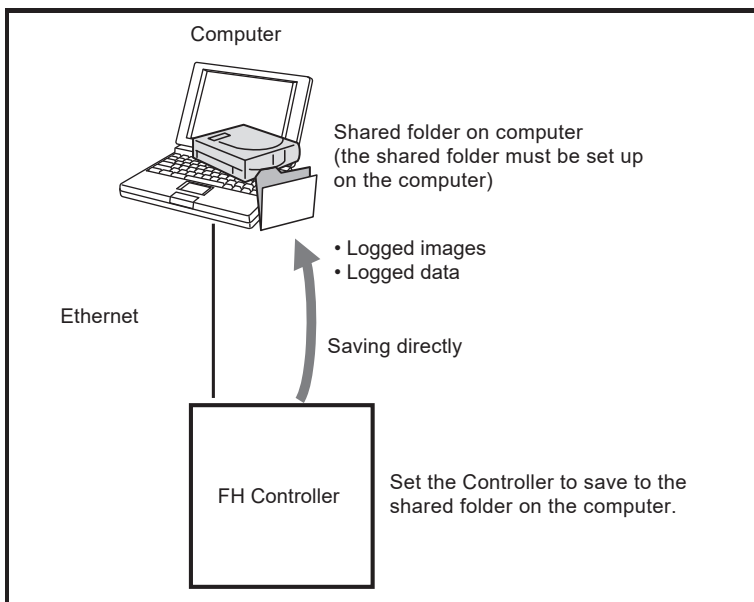 Computer
Shared folder on computer
(the shared folder must be set up
on the computer)
• Logged images
• Logged data
Ethernet
Saving directly
FH Controller
Set the Controller to save to the
shared folder on the computer.